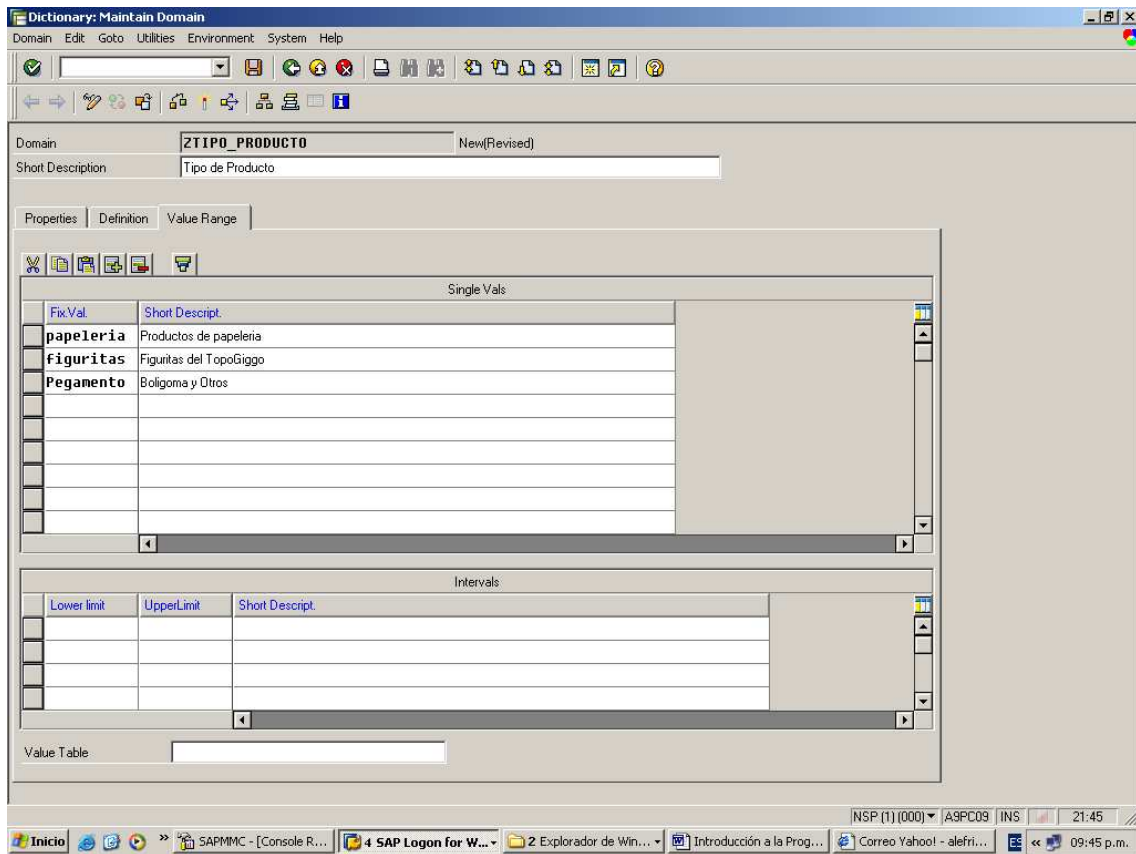 Dictionary: Maintain Domain
Domain Edit Goto Utilities Environment System Help
Domain ZTIPO_PRODUCTO New(Revised)
Short Description Tipo de Producto
Properties Definition Value Range
Single Vals
Fix.Val. Short Descript.
papeleria Productos de papeleria
figuritas Figuritas del TopoGiggo
Pegamento Boligoma y Otros
Intervals
Lower limit UpperLimit Short Descript.
Value Table
NSP (1) (000) A9PC09 INS 21:45
Inicio » SAPMMC - [Console R... 4 SAP Logon for W... 2 Explorador de Win... Introducción a la Prog... Correo Yahoo! - alefri... ES « 09:45 p.m.